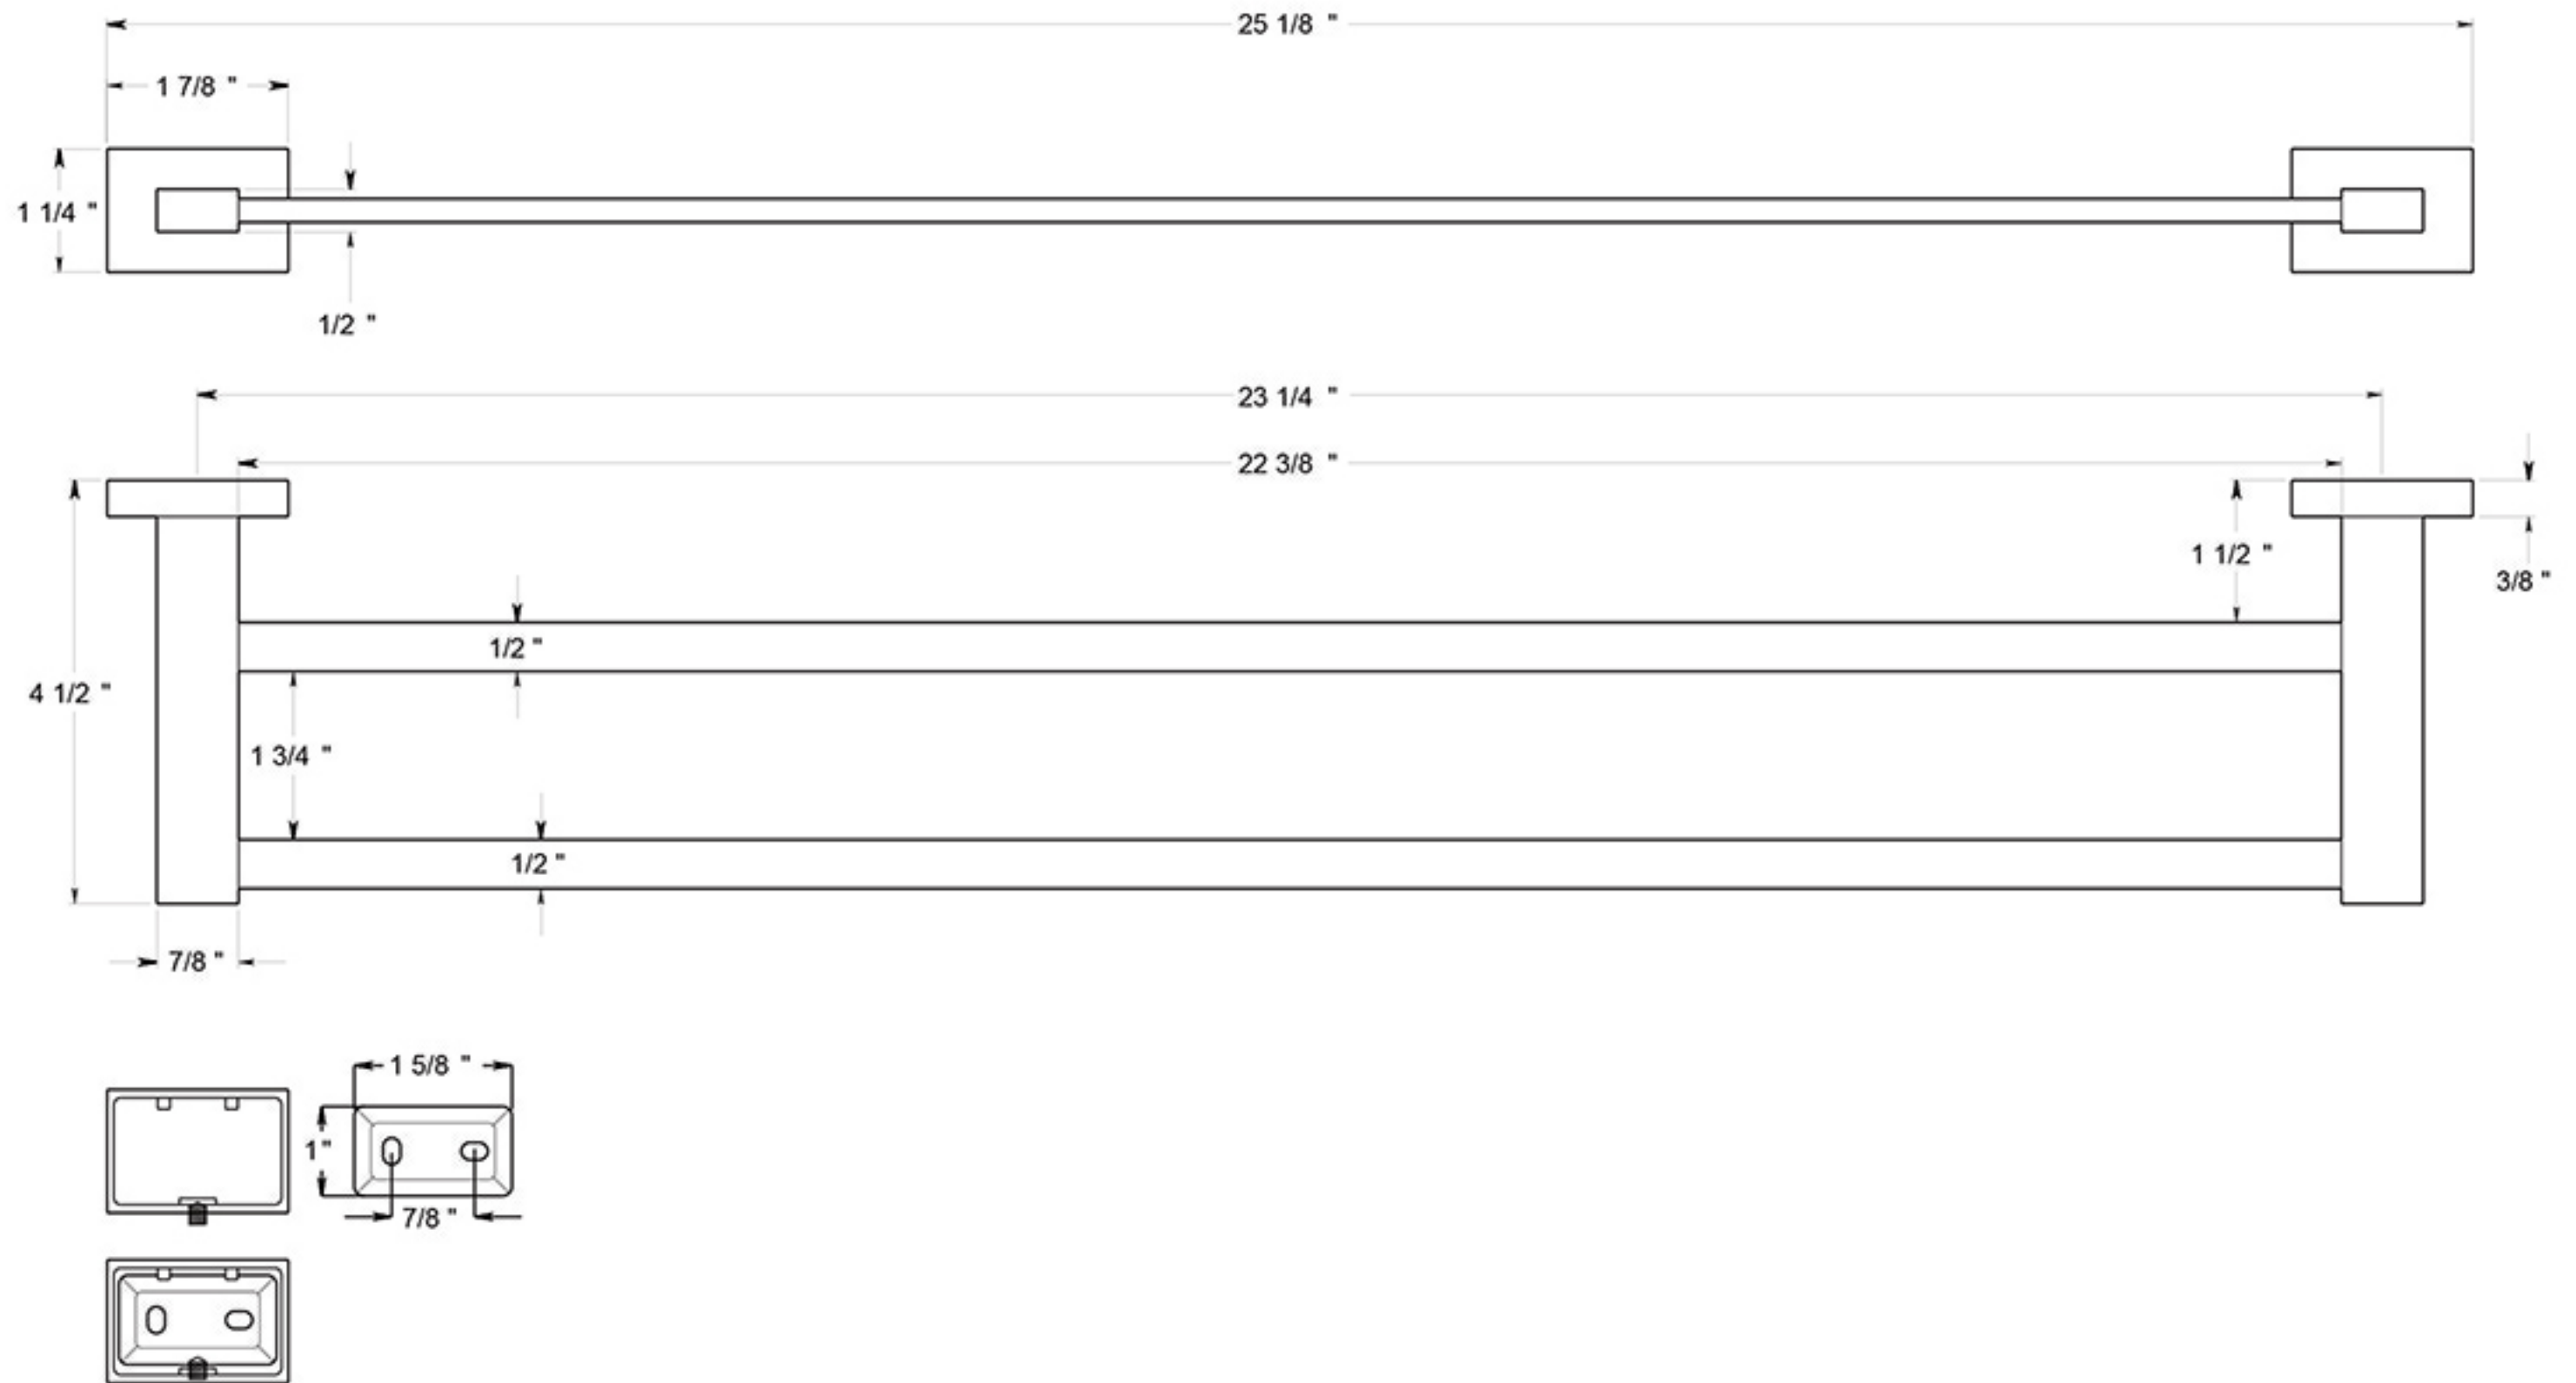 25 1/8 "
1 7/8 "
1 1/4 "
1/2 "
23 1/4 "
22 3/8 "
1 1/2 "
3/8 "
1/2 "
4 1/2 "
1 3/4 "
1/2 "
7/8 "
1 5/8 "
1"
7/8 "